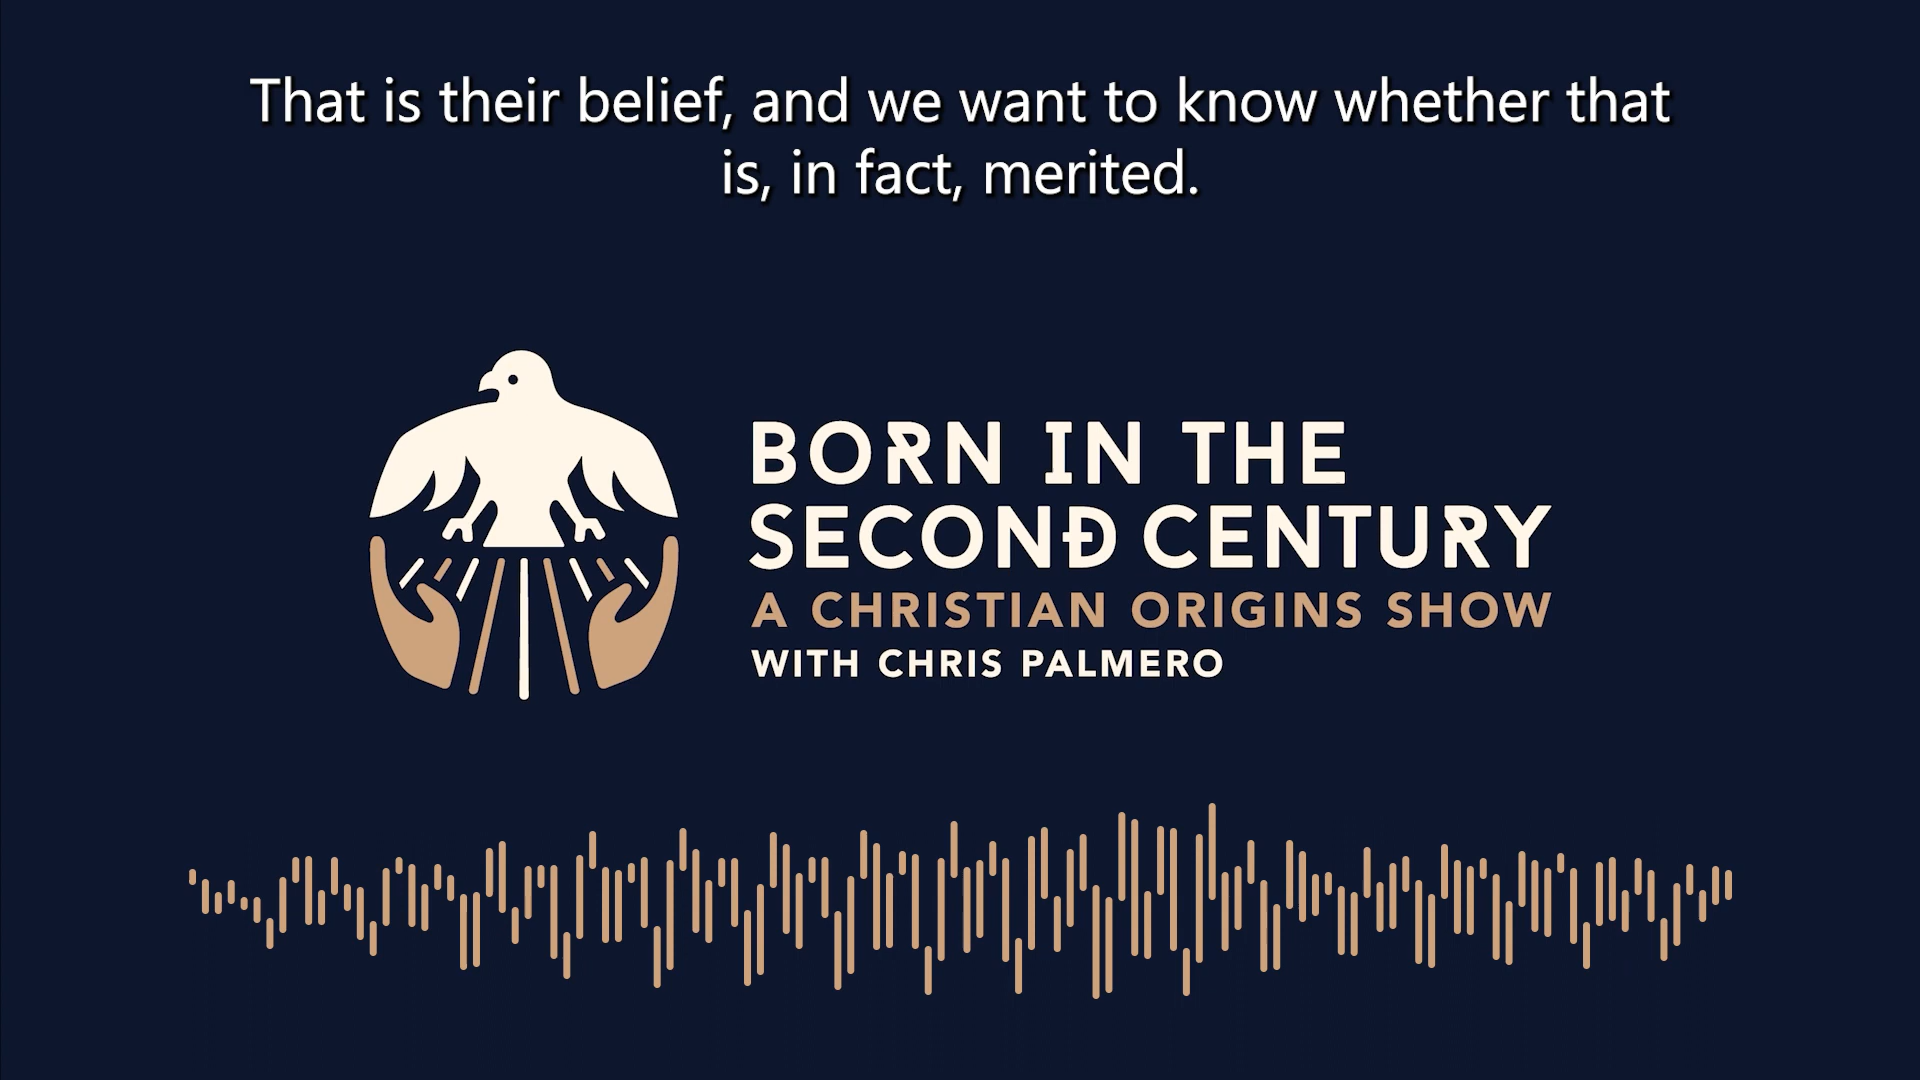 That is their belief, and we want to know whether that
is, in fact, merited.
BORN IN THE
SECOND CENTURY
A CHRISTIAN ORIGINS SHOW
WITH CHRIS PALMERO